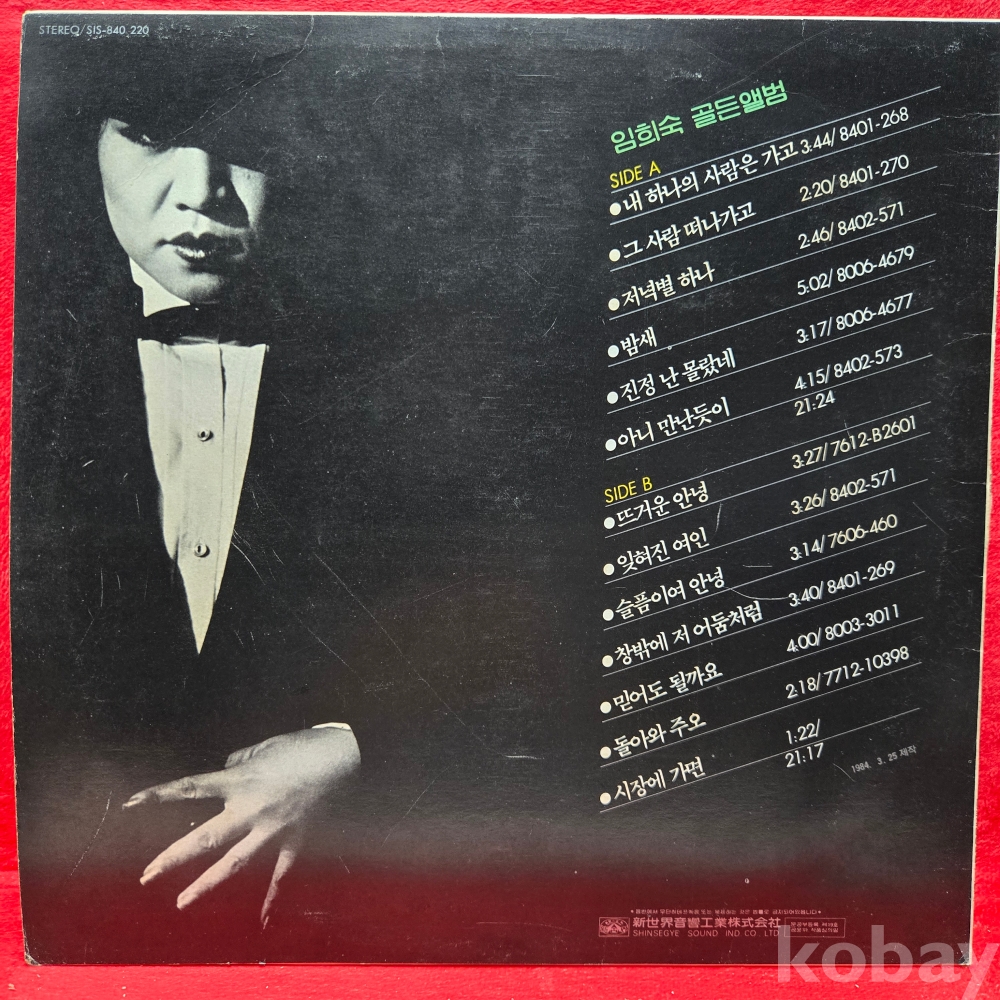 STEREO/SIS-840 220
임희숙 골든앨범
SIDE A
●내 하나의 사람은 가고 3:44/ 8401-268
●그 사람 떠나가고 2:20/ 8401-270
●저녁별 하나 2:46/ 8402-571
●밤새 5:02/ 8006-4679
●진정 난 몰랐네 3:17/ 8006-4677
●아니 만난듯이 4:15/ 8402-573
21:24
SIDE B
●뜨거운 안녕 3:27/ 7612-B2601
●잊혀진 여인 3:26/ 8402-571
●슬픔이여 안녕 3:14/ 7606-460
●창밖에 저 어둠처럼 3:40/ 8401-269
●믿어도 될까요 4:00/ 8003-3011
●돌아와 주오 2:18/ 7712-10398
●시장에 가면 1:22/
21:17
1984. 3. 25 제작
新世界音響工業株式会社
SHINSEGYE SOUND IND CO LTD
kobay